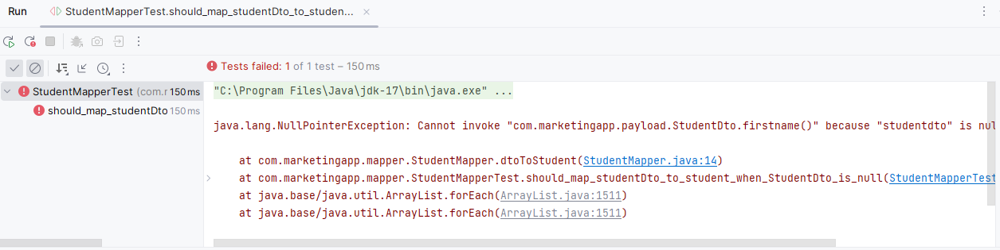 Run
StudentMapperTest.should_map_studentDto_to_studen...
Tests failed: 1 of 1 test – 150 ms
StudentMapperTest (com.r 150 ms
should_map_studentDto 150 ms
"C:\Program Files\Java\jdk-17\bin\java.exe" ...
java.lang.NullPointerException: Cannot invoke "com.marketingapp.payload.StudentDto.firstname()" because "studentdto" is nul
at com.marketingapp.mapper.StudentMapper.dtoToStudent(StudentMapper.java:14)
at com.marketingapp.mapper.StudentMapperTest.should_map_studentDto_to_student_when_StudentDto_is_null(StudentMapperTest
at java.base/java.util.ArrayList.forEach(ArrayList.java:1511)
at java.base/java.util.ArrayList.forEach(ArrayList.java:1511)